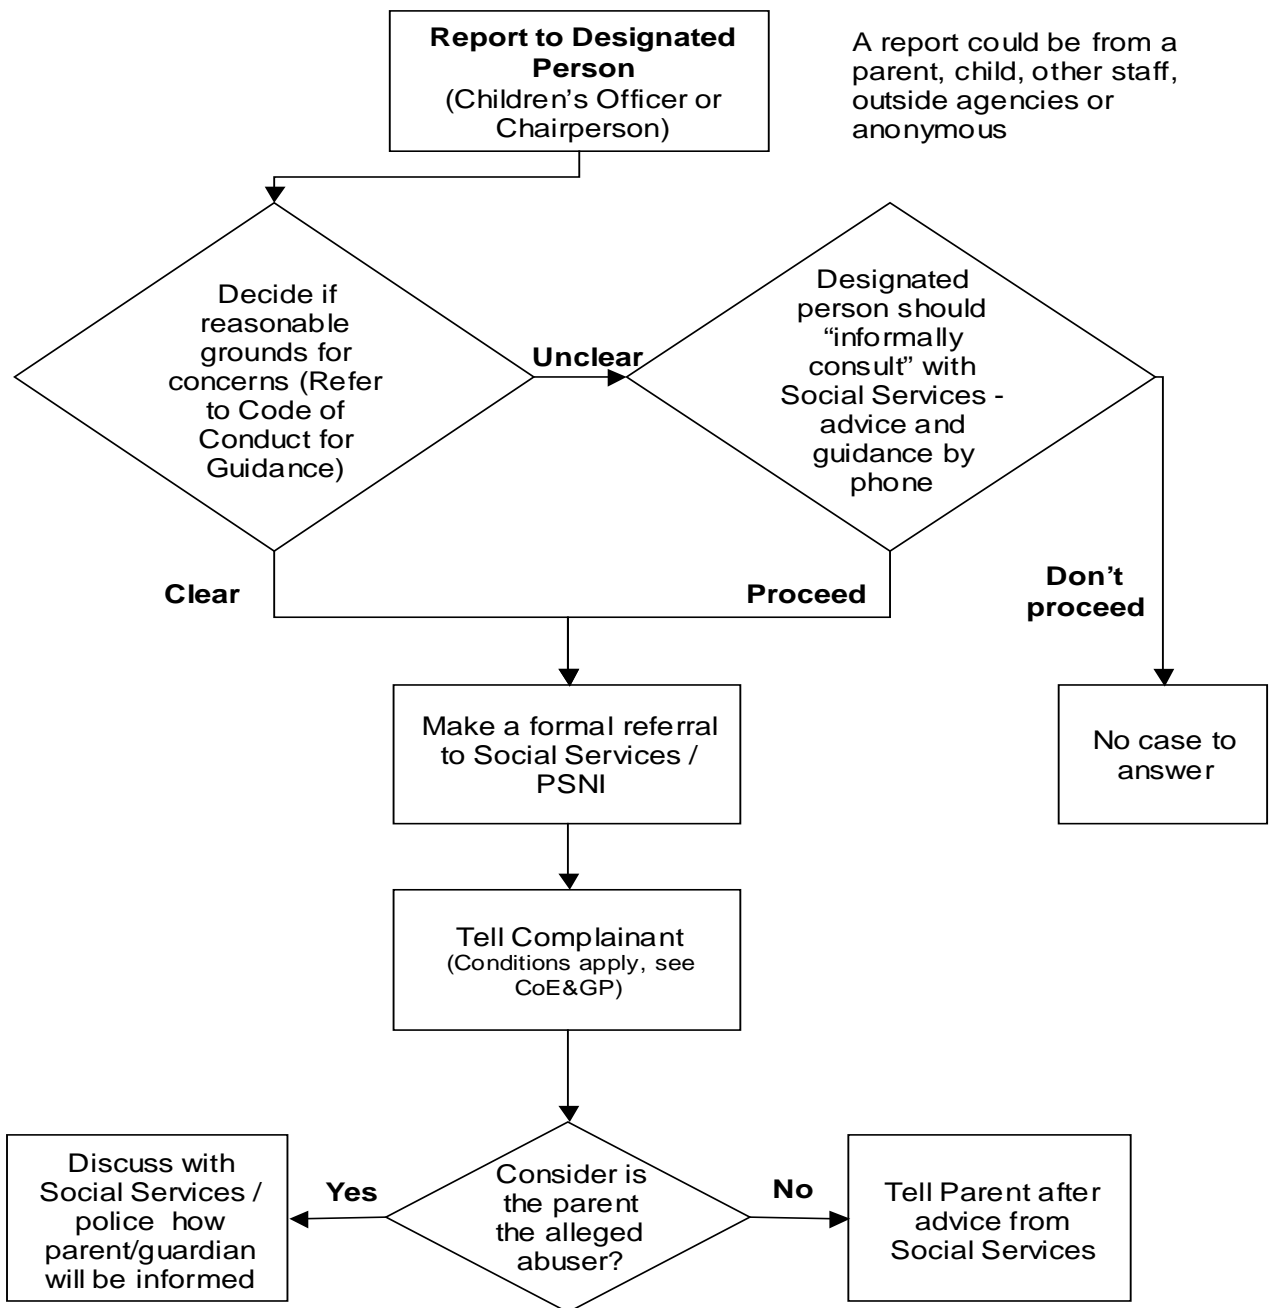 Report to Designated
Person
(Children’s Officer or
Chairperson)
A report could be from a
parent, child, other staff,
outside agencies or
anonymous
Decide if
reasonable
grounds for
concerns (Refer
to Code of
Conduct for
Guidance)
Unclear
Designated
person should
“informally
consult” with
Social Services -
advice and
guidance by
phone
Clear
Proceed
Don’t
proceed
Make a formal referral
to Social Services /
PSNI
No case to
answer
Tell Complainant
(Conditions apply, see
CoE&GP)
Discuss with
Social Services /
police how
parent/guardian
will be informed
Yes
Consider is
the parent
the alleged
abuser?
No
Tell Parent after
advice from
Social Services